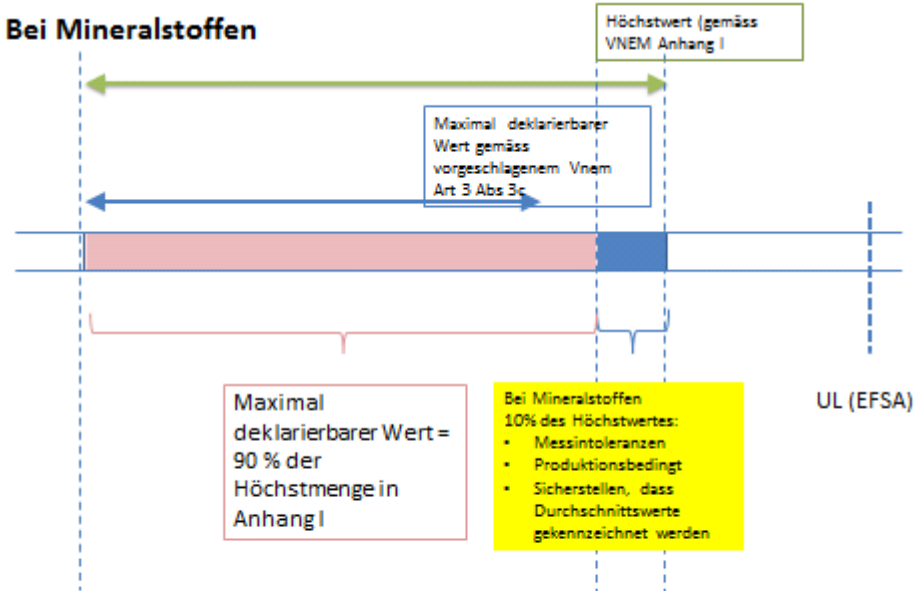 Bei Mineralstoffen
Höchstwert (gemäss
VNEM Anhang I
Maximal deklarierbarer
Wert gemäss
vorgeschlagenem Vnem
Art 3 Abs 3c
Maximal
deklarierbarer Wert =
90 % der
Höchstmenge in
Anhang I
Bei Mineralstoffen
10% des Höchstwertes:
▪ Messintoleranzen
▪ Produktionsbedingt
▪ Sicherstellen, dass
Durchschnittswerte
gekennzeichnet werden
UL (EFSA)